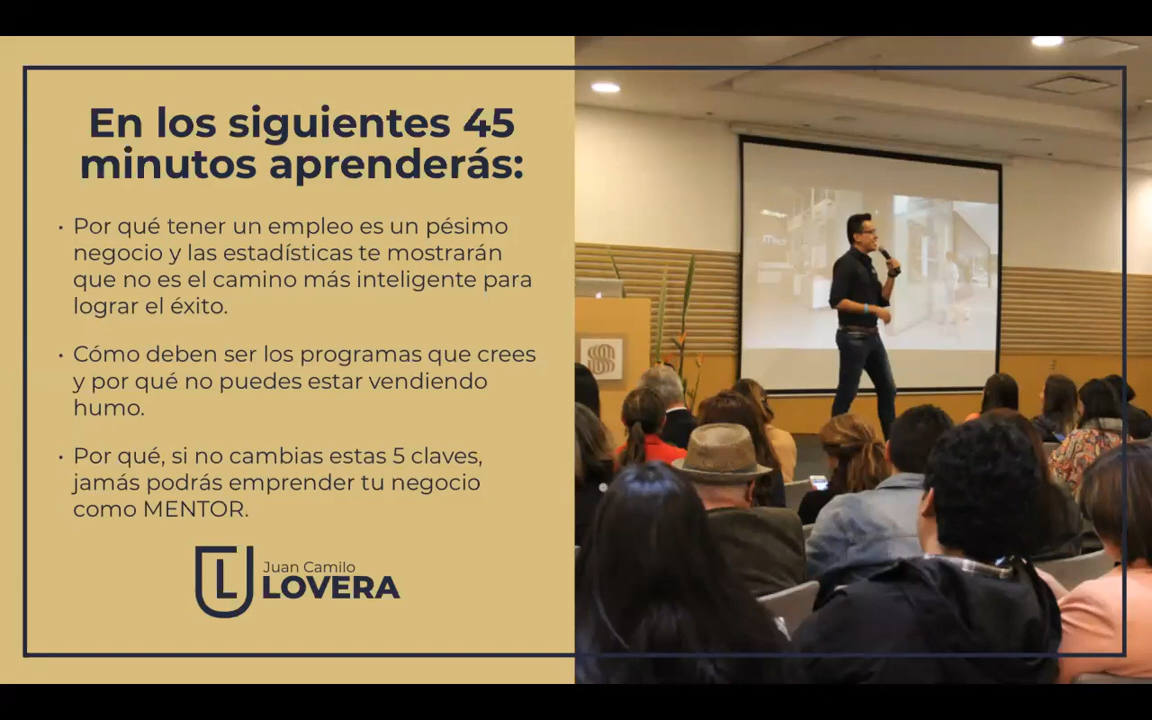 En los siguientes 45
minutos aprenderás:
· Por qué tener un empleo es un pésimo
negocio y las estadísticas te mostrarán
que no es el camino más inteligente para
lograr el éxito.
· Cómo deben ser los programas que crees
y por qué no puedes estar vendiendo
humo.
· Por qué, si no cambias estas 5 claves,
jamás podrás emprender tu negocio
como MENTOR.
Juan Camilo
LOVERA